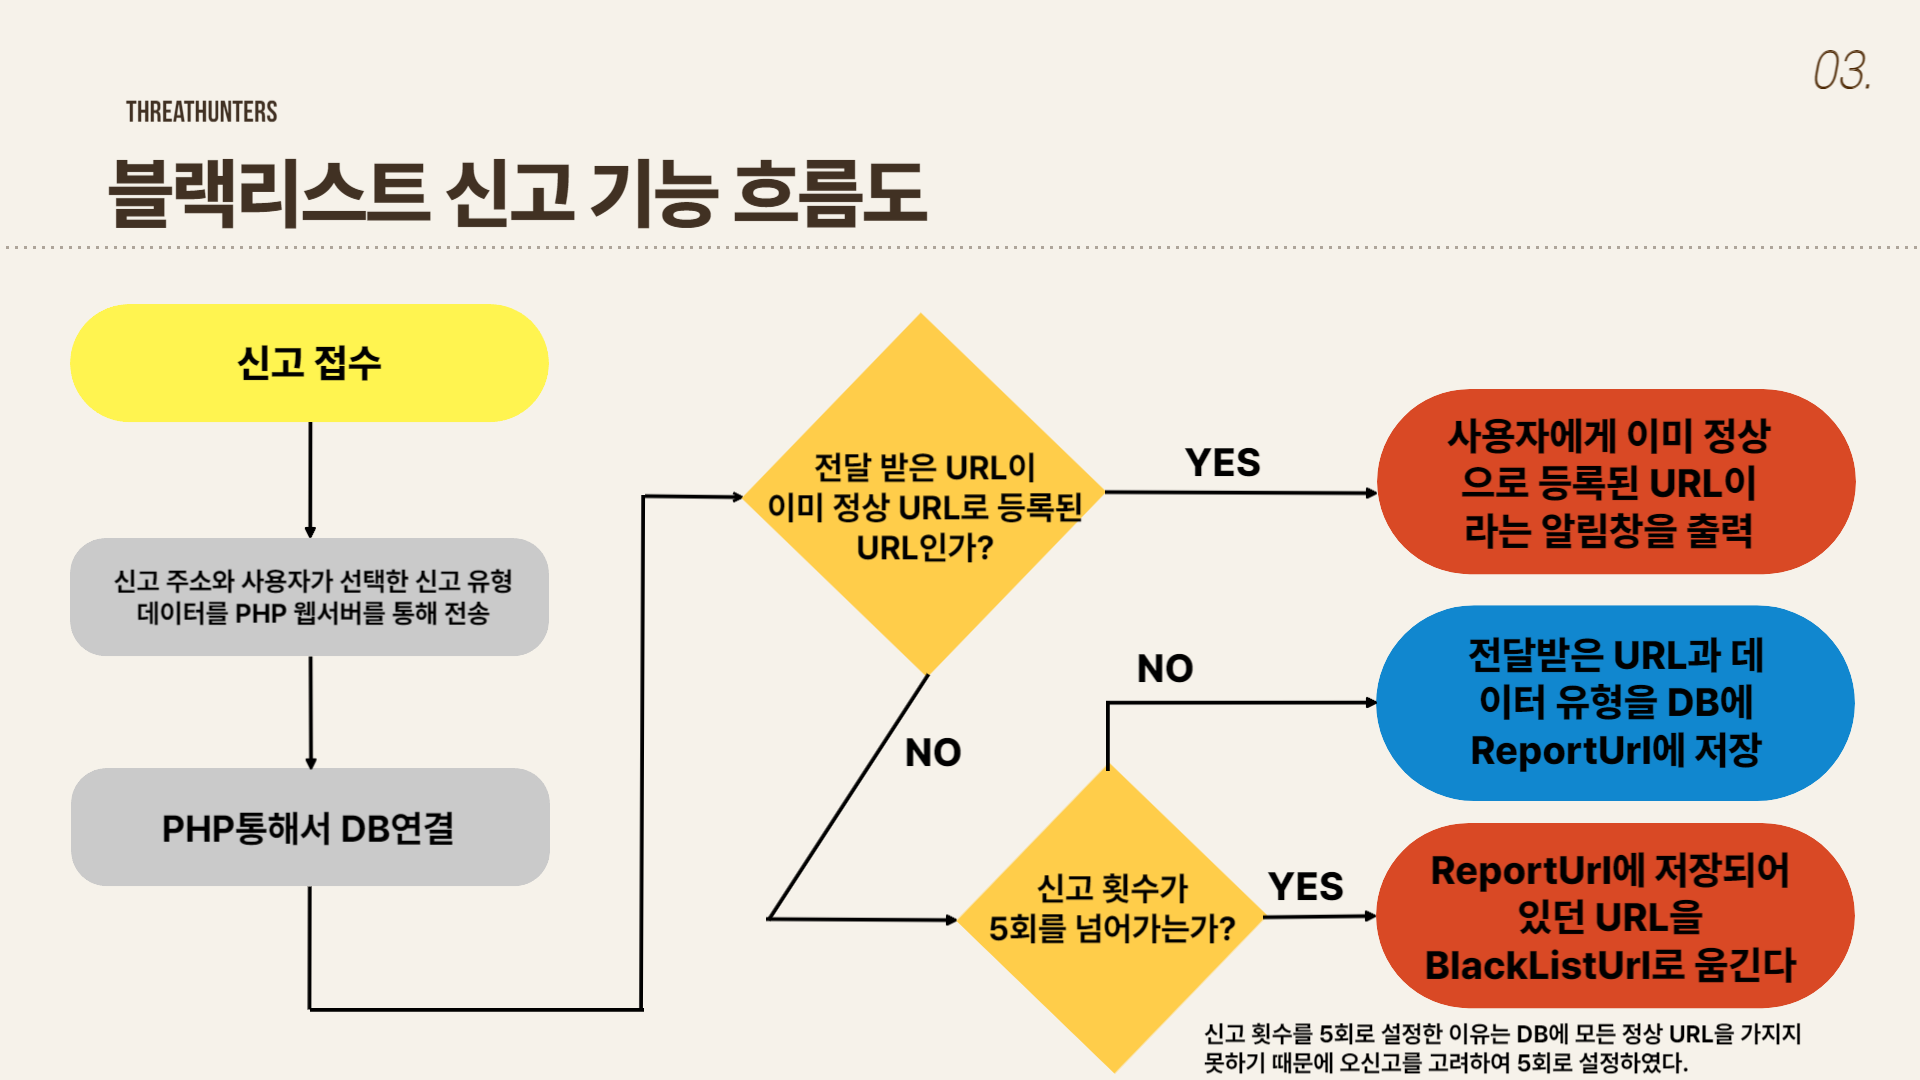 03.
THREATHUNTERS
블랙리스트 신고 기능 흐름도
신고 접수
신고 주소와 사용자가 선택한 신고 유형
데이터를 PHP 웹서버를 통해 전송
PHP통해서 DB연결
전달 받은 URL이
이미 정상 URL로 등록된
URL인가?
YES
사용자에게 이미 정상
으로 등록된 URL이
라는 알림창을 출력
NO
신고 횟수가
5회를 넘어가는가?
NO
전달받은 URL과 데
이터 유형을 DB에
ReportUrl에 저장
YES
ReportUrl에 저장되어
있던 URL을
BlackListUrl로 움긴다
신고 횟수를 5회로 설정한 이유는 DB에 모든 정상 URL을 가지지
못하기 때문에 오신고를 고려하여 5회로 설정하였다.